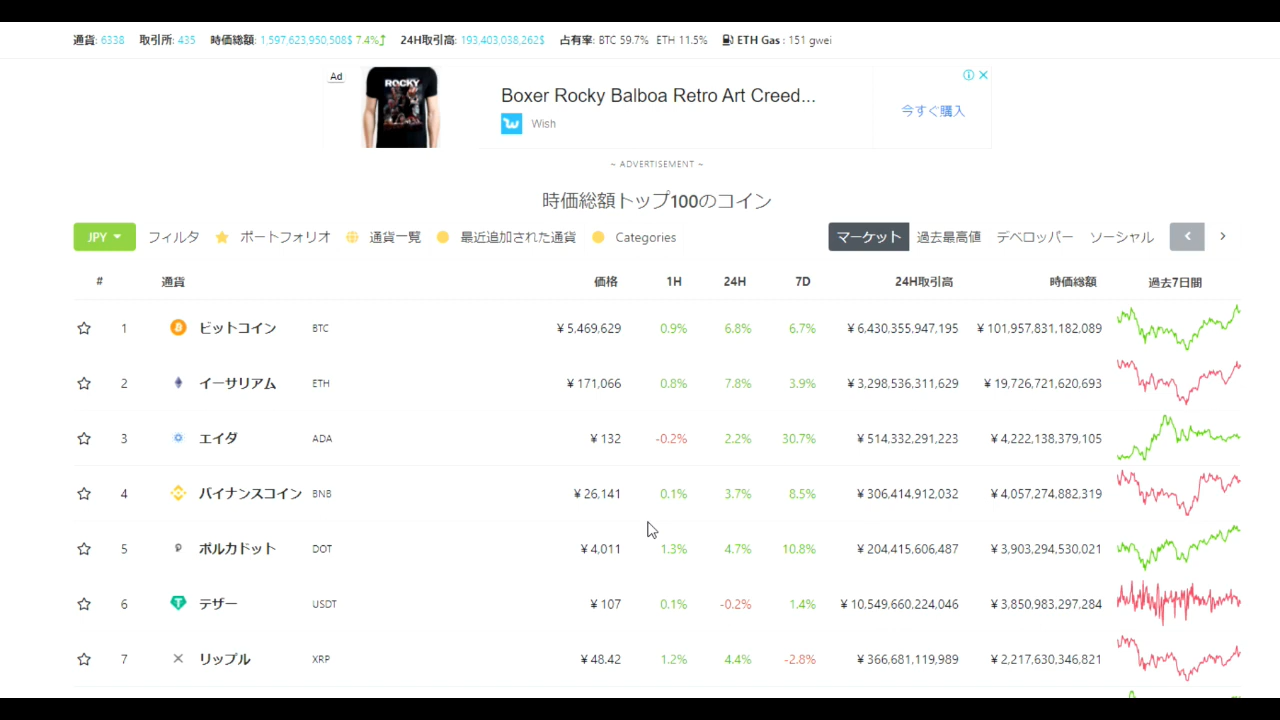 通貨: 6338 取引所: 435 時価総額: 1,597,623,950,508$ 7.4% 24H取引高: 193,403,038,262$ 占有率: BTC 59.7% ETH 11.5% ETH Gas : 151 gwei
Ad
ROCKY
Boxer Rocky Balboa Retro Art Creed...
Wish
今すぐ購入
~ ADVERTISEMENT ~
時価総額トップ100のコイン
JPY フィルタ ポートフォリオ 通貨一覧 最近追加された通貨 Categories マーケット 過去最高値 デベロッパー ソーシャル < >
# 通貨 価格 1H 24H 7D 24H取引高 時価総額 過去7日間
1 ビットコイン BTC ¥5,469,629 0.9% 6.8% 6.7% ¥6,430,355,947,195 ¥101,957,831,182,089
2 イーサリアム ETH ¥171,066 0.8% 7.8% 3.9% ¥3,298,536,311,629 ¥19,726,721,620,693
3 エイダ ADA ¥132 -0.2% 2.2% 30.7% ¥514,332,291,223 ¥4,222,138,379,105
4 バイナンスコイン BNB ¥26,141 0.1% 3.7% 8.5% ¥306,414,912,032 ¥4,057,274,882,319
5 ポルカドット DOT ¥4,011 1.3% 4.7% 10.8% ¥204,415,606,487 ¥3,903,294,530,021
6 テザー USDT ¥107 0.1% -0.2% 1.4% ¥10,549,660,224,046 ¥3,850,983,297,284
7 リップル XRP ¥48.42 1.2% 4.4% -2.8% ¥366,681,119,989 ¥2,217,630,346,821